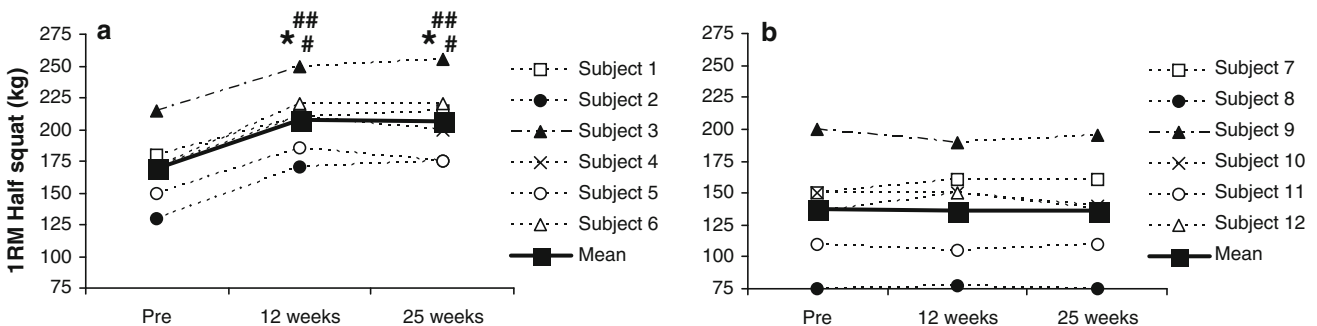 a
##
* #
##
* #
1RM Half squat (kg)
275
250
225
200
175
150
125
100
75
Pre
12 weeks
25 weeks
Subject 1
Subject 2
Subject 3
Subject 4
Subject 5
Subject 6
Mean
b
275
250
225
200
175
150
125
100
75
Pre
12 weeks
25 weeks
Subject 7
Subject 8
Subject 9
Subject 10
Subject 11
Subject 12
Mean